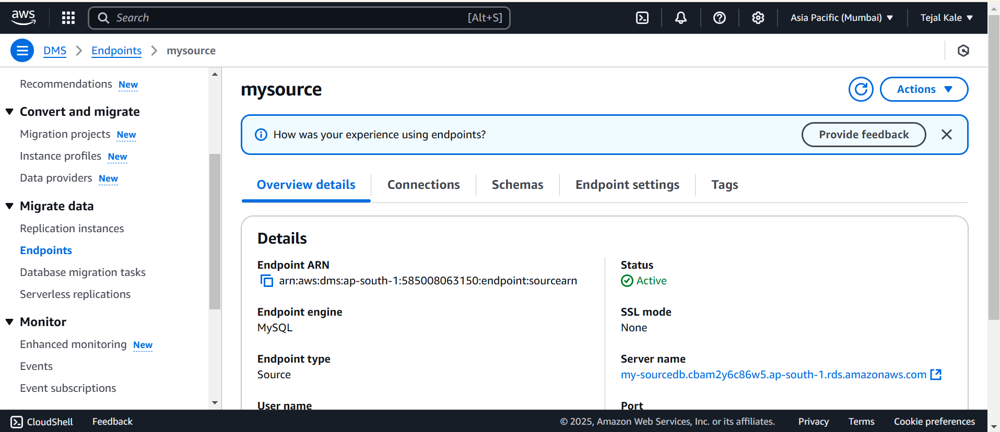 aws
Search [Alt+S]
Asia Pacific (Mumbai)
Tejal Kale
DMS
Endpoints
mysource
Recommendations New
Convert and migrate
Migration projects New
Instance profiles New
Data providers New
Migrate data
Replication instances
Endpoints
Database migration tasks
Serverless replications
Monitor
Enhanced monitoring New
Events
Event subscriptions
mysource
Actions
How was your experience using endpoints?
Provide feedback
Overview details
Connections
Schemas
Endpoint settings
Tags
Details
Endpoint ARN
arn:aws:dms:ap-south-1:585008063150:endpoint:sourcearn
Endpoint engine
MySQL
Endpoint type
Source
User name
Status
Active
SSL mode
None
Server name
my-sourcedb.cbam2y6c86w5.ap-south-1.rds.amazonaws.com
Port
CloudShell
Feedback
© 2025, Amazon Web Services, Inc. or its affiliates.
Privacy
Terms
Cookie preferences